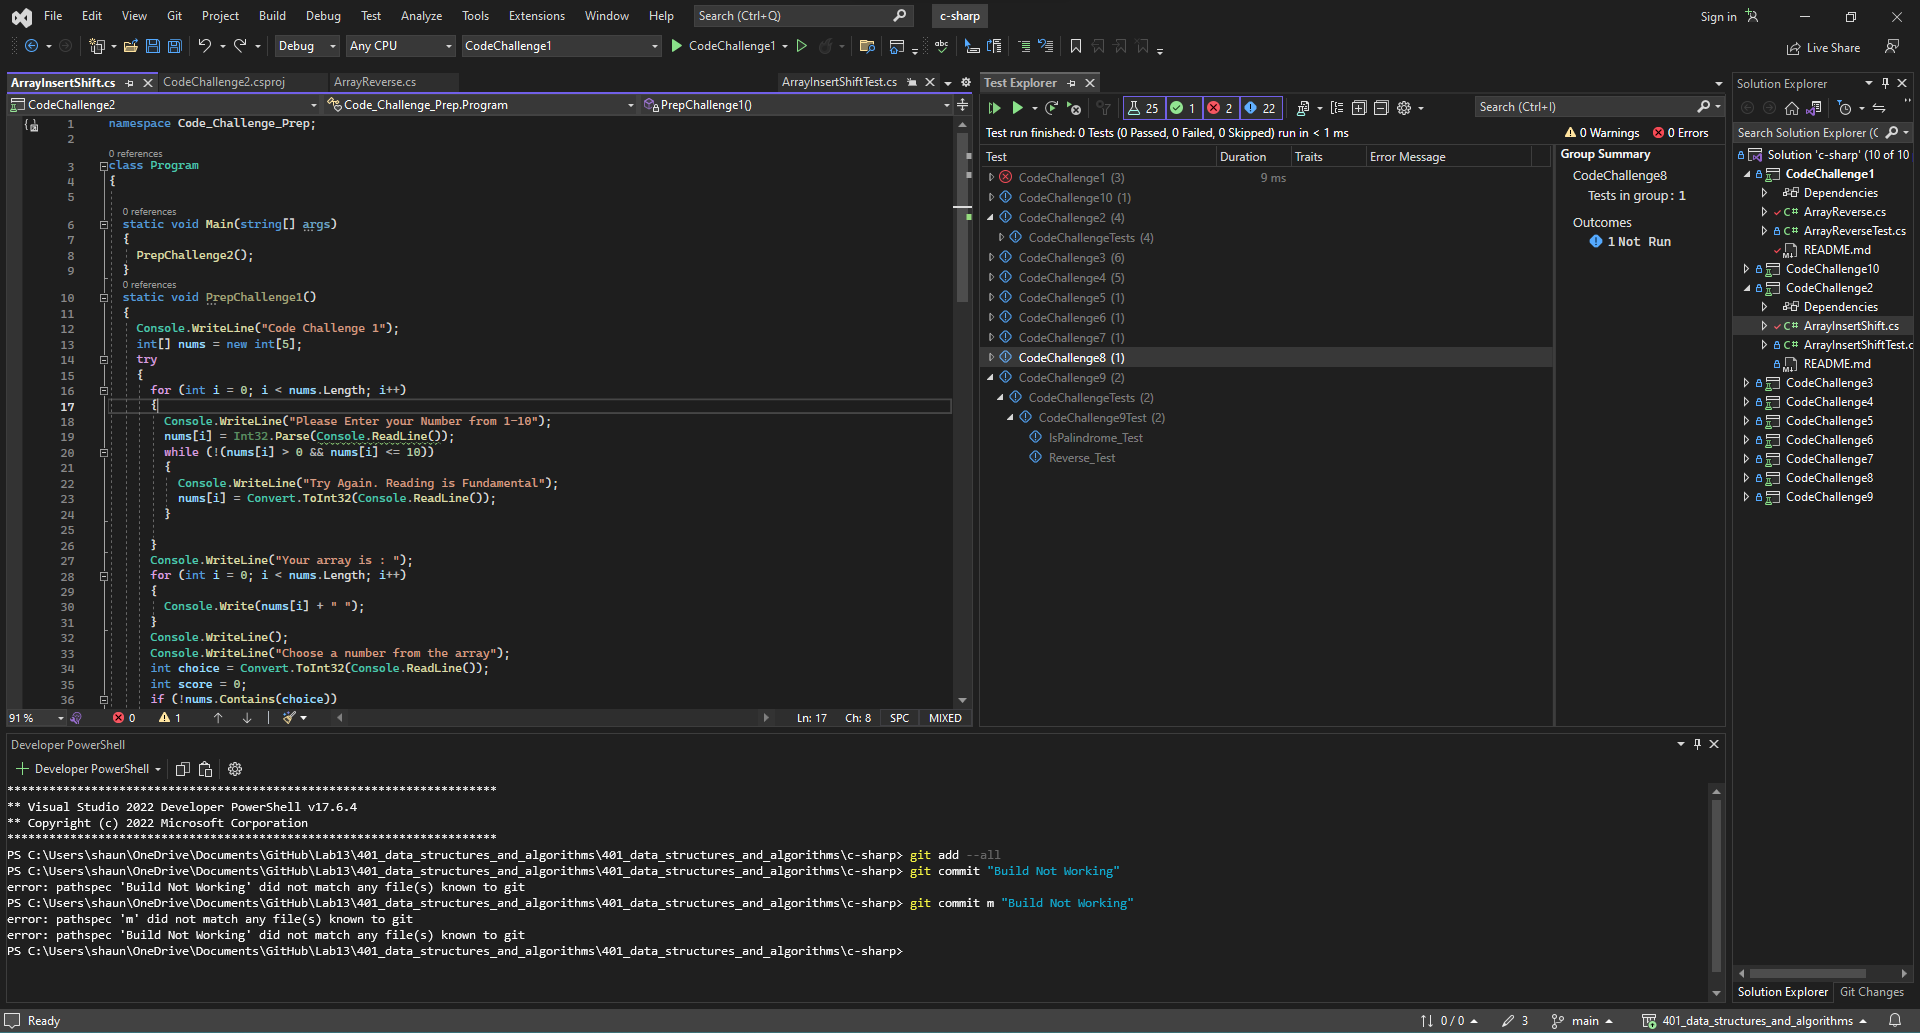 File Edit View Git Project Build Debug Test Analyze Tools Extensions Window Help Search (Ctrl+Q) c-sharp Sign in
Debug Any CPU CodeChallenge1 CodeChallenge1 Live Share
ArrayInsertShift.cs CodeChallenge2.csproj ArrayReverse.cs ArrayInsertShiftTest.cs
CodeChallenge2 Code_Challenge_Prep.Program PrepChallenge1()
1 namespace Code_Challenge_Prep;
2
0 references
3 class Program
4 {
5
0 references
6 static void Main(string[] args)
7 {
8 PrepChallenge2();
9 }
0 references
10 static void PrepChallenge1()
11 {
12 Console.WriteLine("Code Challenge 1");
13 int[] nums = new int[5];
14 try
15 {
16 for (int i = 0; i < nums.Length; i++)
17 {
18 Console.WriteLine("Please Enter your Number from 1-10");
19 nums[i] = Int32.Parse(Console.ReadLine());
20 while (!(nums[i] > 0 && nums[i] <= 10))
21 {
22 Console.WriteLine("Try Again. Reading is Fundamental");
23 nums[i] = Convert.ToInt32(Console.ReadLine());
24 }
25
26 }
27 Console.WriteLine("Your array is : ");
28 for (int i = 0; i < nums.Length; i++)
29 {
30 Console.Write(nums[i] + " ");
31 }
32 Console.WriteLine();
33 Console.WriteLine("Choose a number from the array");
34 int choice = Convert.ToInt32(Console.ReadLine());
35 int score = 0;
36 if (!nums.Contains(choice))
91 % 0 1 Ln: 17 Ch: 8 SPC MIXED
Test Explorer
25 1 2 22 Search (Ctrl+I)
Test run finished: 0 Tests (0 Passed, 0 Failed, 0 Skipped) run in < 1 ms 0 Warnings 0 Errors
Test Duration Traits Error Message
CodeChallenge1 (3) 9 ms
CodeChallenge10 (1)
CodeChallenge2 (4)
CodeChallengeTests (4)
CodeChallenge3 (6)
CodeChallenge4 (5)
CodeChallenge5 (1)
CodeChallenge6 (1)
CodeChallenge7 (1)
CodeChallenge8 (1)
CodeChallenge9 (2)
CodeChallengeTests (2)
CodeChallenge9Test (2)
IsPalindrome_Test
Reverse_Test
Group Summary
CodeChallenge8
Tests in group: 1
Outcomes
1 Not Run
Solution Explorer
Search Solution Explorer (C
Solution 'c-sharp' (10 of 10
CodeChallenge1
Dependencies
C# ArrayReverse.cs
C# ArrayReverseTest.cs
README.md
CodeChallenge10
CodeChallenge2
Dependencies
C# ArrayInsertShift.cs
C# ArrayInsertShiftTest.c
README.md
CodeChallenge3
CodeChallenge4
CodeChallenge5
CodeChallenge6
CodeChallenge7
CodeChallenge8
CodeChallenge9
Solution Explorer Git Changes
Developer PowerShell
Developer PowerShell
**********************************************************************
** Visual Studio 2022 Developer PowerShell v17.6.4
** Copyright (c) 2022 Microsoft Corporation
**********************************************************************
PS C:\Users\shaun\OneDrive\Documents\GitHub\Lab13\401_data_structures_and_algorithms\401_data_structures_and_algorithms\c-sharp> git add --all
PS C:\Users\shaun\OneDrive\Documents\GitHub\Lab13\401_data_structures_and_algorithms\401_data_structures_and_algorithms\c-sharp> git commit "Build Not Working"
error: pathspec 'Build Not Working' did not match any file(s) known to git
PS C:\Users\shaun\OneDrive\Documents\GitHub\Lab13\401_data_structures_and_algorithms\401_data_structures_and_algorithms\c-sharp> git commit m "Build Not Working"
error: pathspec 'm' did not match any file(s) known to git
error: pathspec 'Build Not Working' did not match any file(s) known to git
PS C:\Users\shaun\OneDrive\Documents\GitHub\Lab13\401_data_structures_and_algorithms\401_data_structures_and_algorithms\c-sharp>
Ready 0 / 0 3 main 401_data_structures_and_algorithms